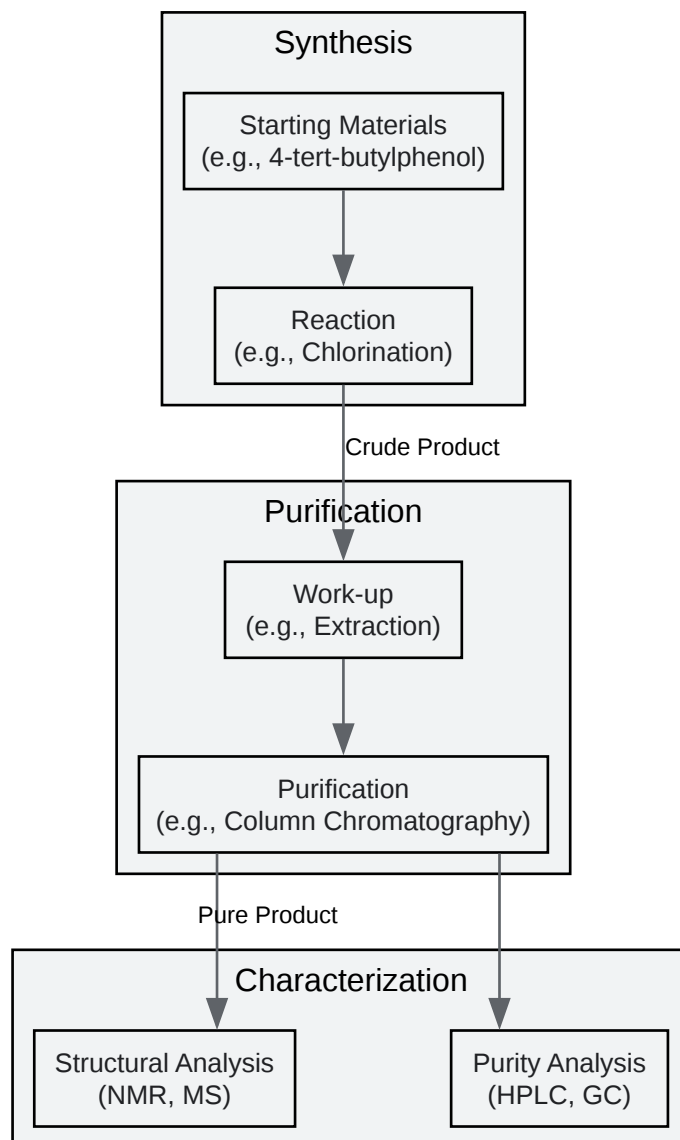 Synthesis
Starting Materials
(e.g., 4-tert-butylphenol)
Reaction
(e.g., Chlorination)
Crude Product
Purification
Work-up
(e.g., Extraction)
Purification
(e.g., Column Chromatography)
Pure Product
Characterization
Structural Analysis
(NMR, MS)
Purity Analysis
(HPLC, GC)